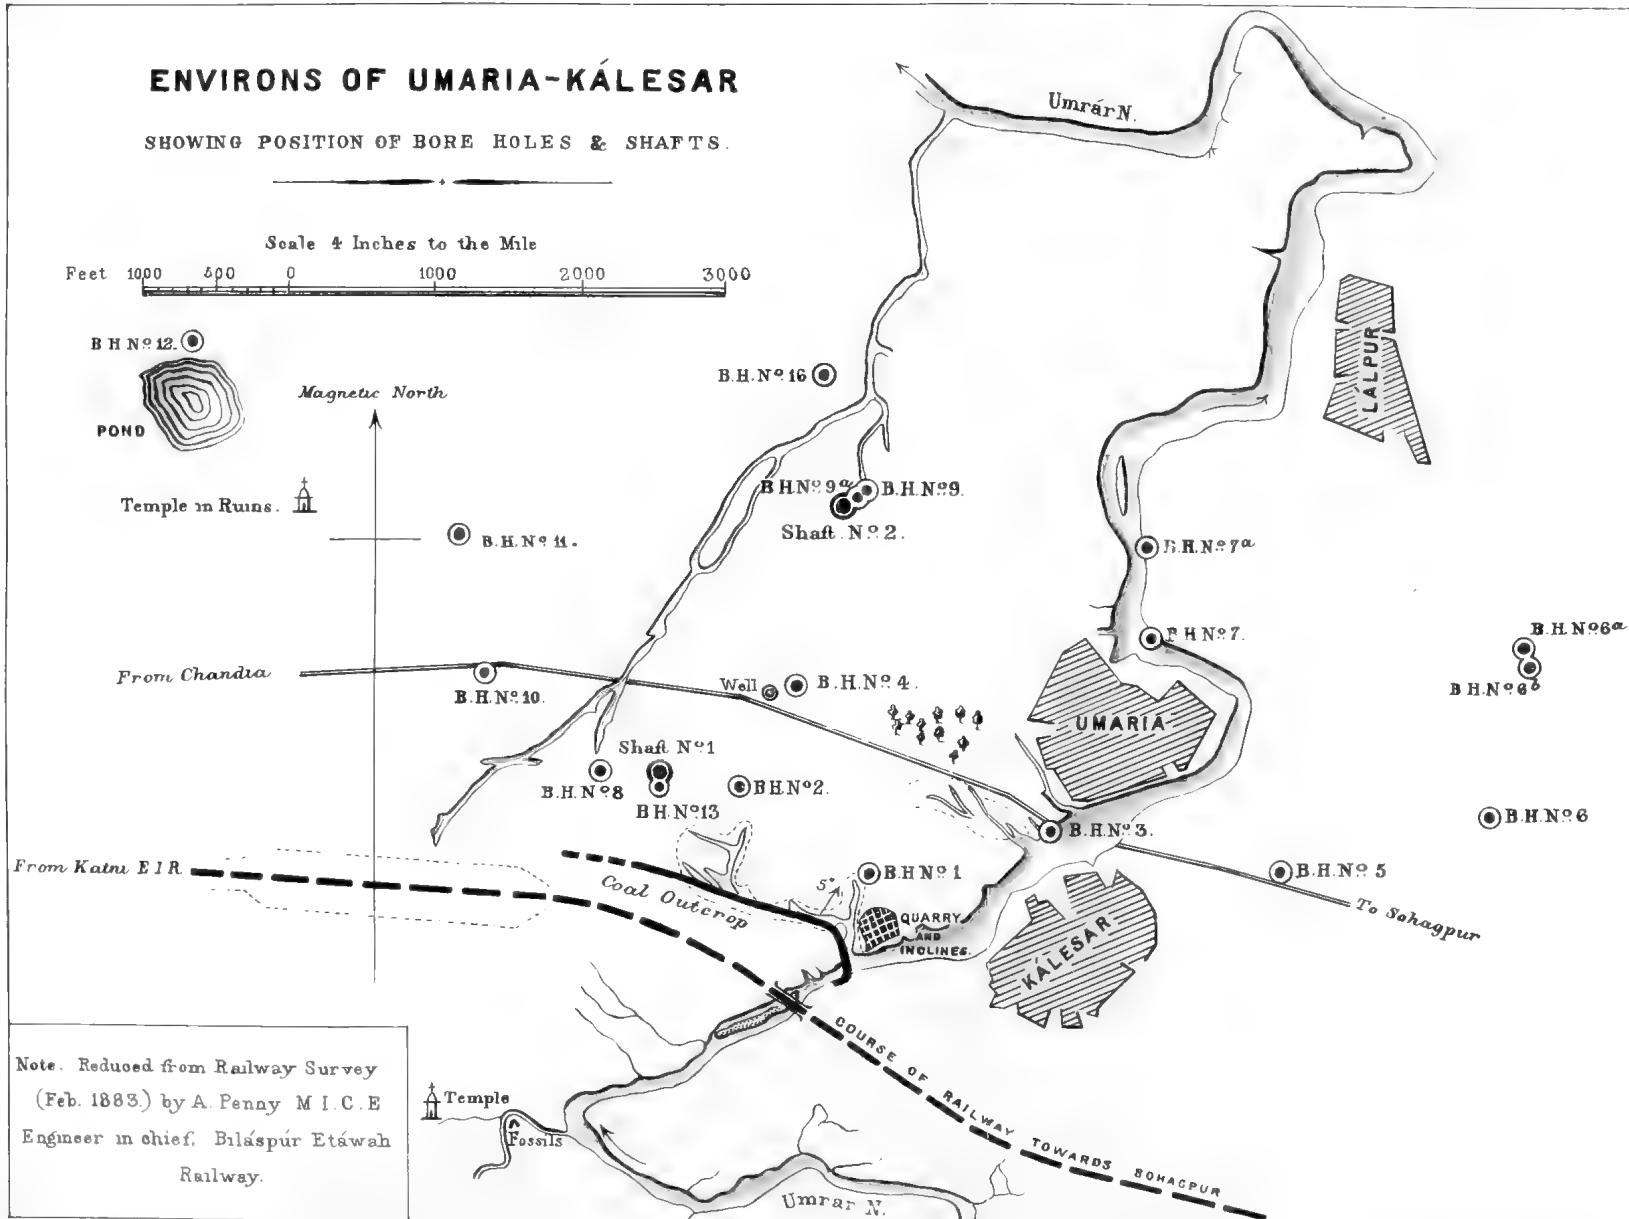 ENVIRONS OF UMARIA-KÁLESAR
SHOWING POSITION OF BORE HOLES & SHAFTS.
Scale 4 Inches to the Mile
Feet 1000 500 0 1000 2000 3000
Umrár N.
B H Nº 12.
POND
Magnetic North
B.H. Nº 16
LÁLPUR
Temple in Ruins.
B.H. Nº 11.
B H Nº 9a
B.H. Nº 9.
Shaft Nº 2.
B.H. Nº 7a
B H Nº 7.
B.H. Nº 6a
B H. Nº 6b
From Chandia
B.H. Nº 10.
Well
B.H. Nº 4.
UMARIA
Shaft Nº 1
B.H. Nº 8
B H. Nº 13
B H Nº 2.
B.H. Nº 3.
B.H. Nº 6
From Katni E I R
Coal Outcrop
5°
B.H Nº 1
QUARRY
AND
INCLINES.
B.H. Nº 5
To Sohagpur
KÁLESAR
COURSE OF RAILWAY TOWARDS SOHAGPUR
Note. Reduced from Railway Survey
(Feb. 1883.) by A. Penny M I. C. E
Engineer in chief. Biláspúr Etáwah
Railway.
Temple
Fossils
Umrar N.